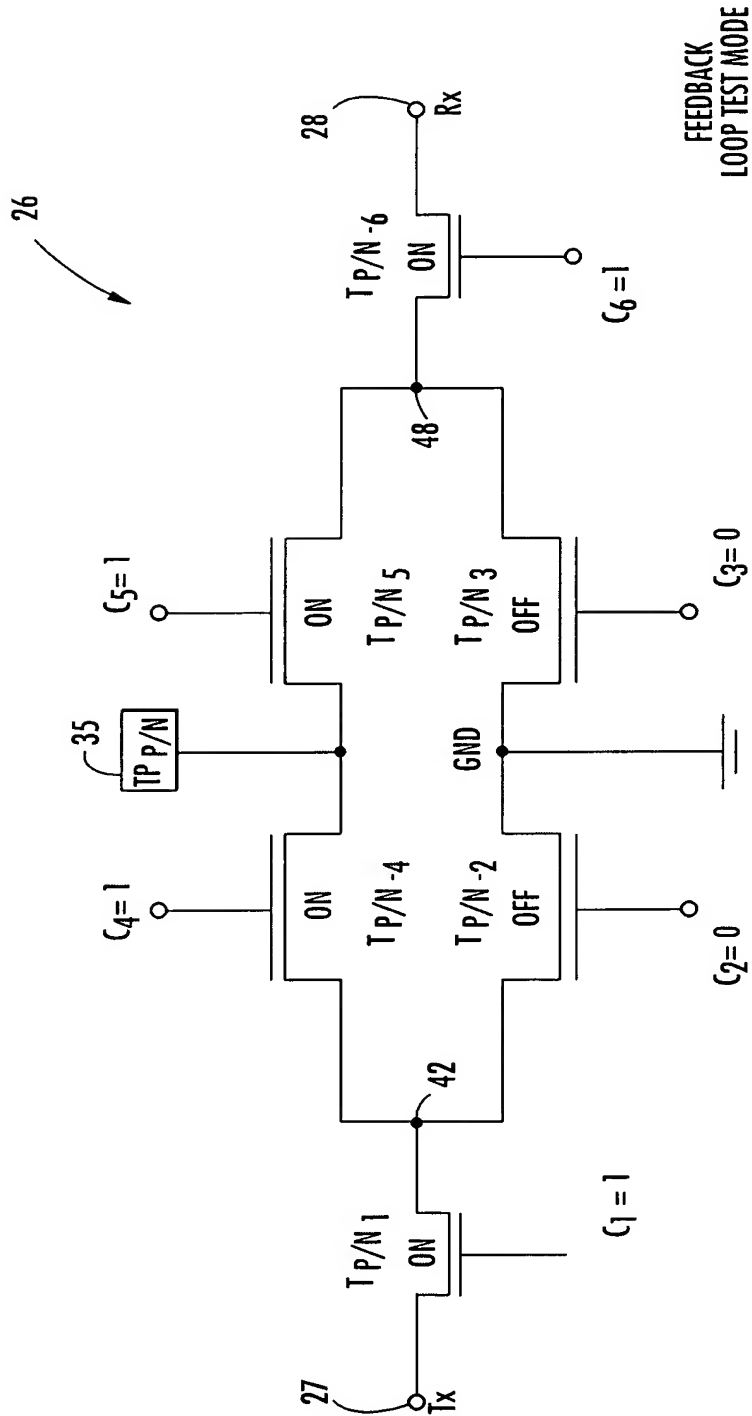 26
35
TP P/N
C4= 1
C5= 1
ON
ON
27
Tx
TP/N1
ON
C1 = 1
42
TP/N -4
TP/N 5
TP/N -2
OFF
GND
TP/N 3
OFF
48
TP/N -6
ON
28
Rx
C6 = 1
C2= 0
C3= 0
FEEDBACK
LOOP TEST MODE